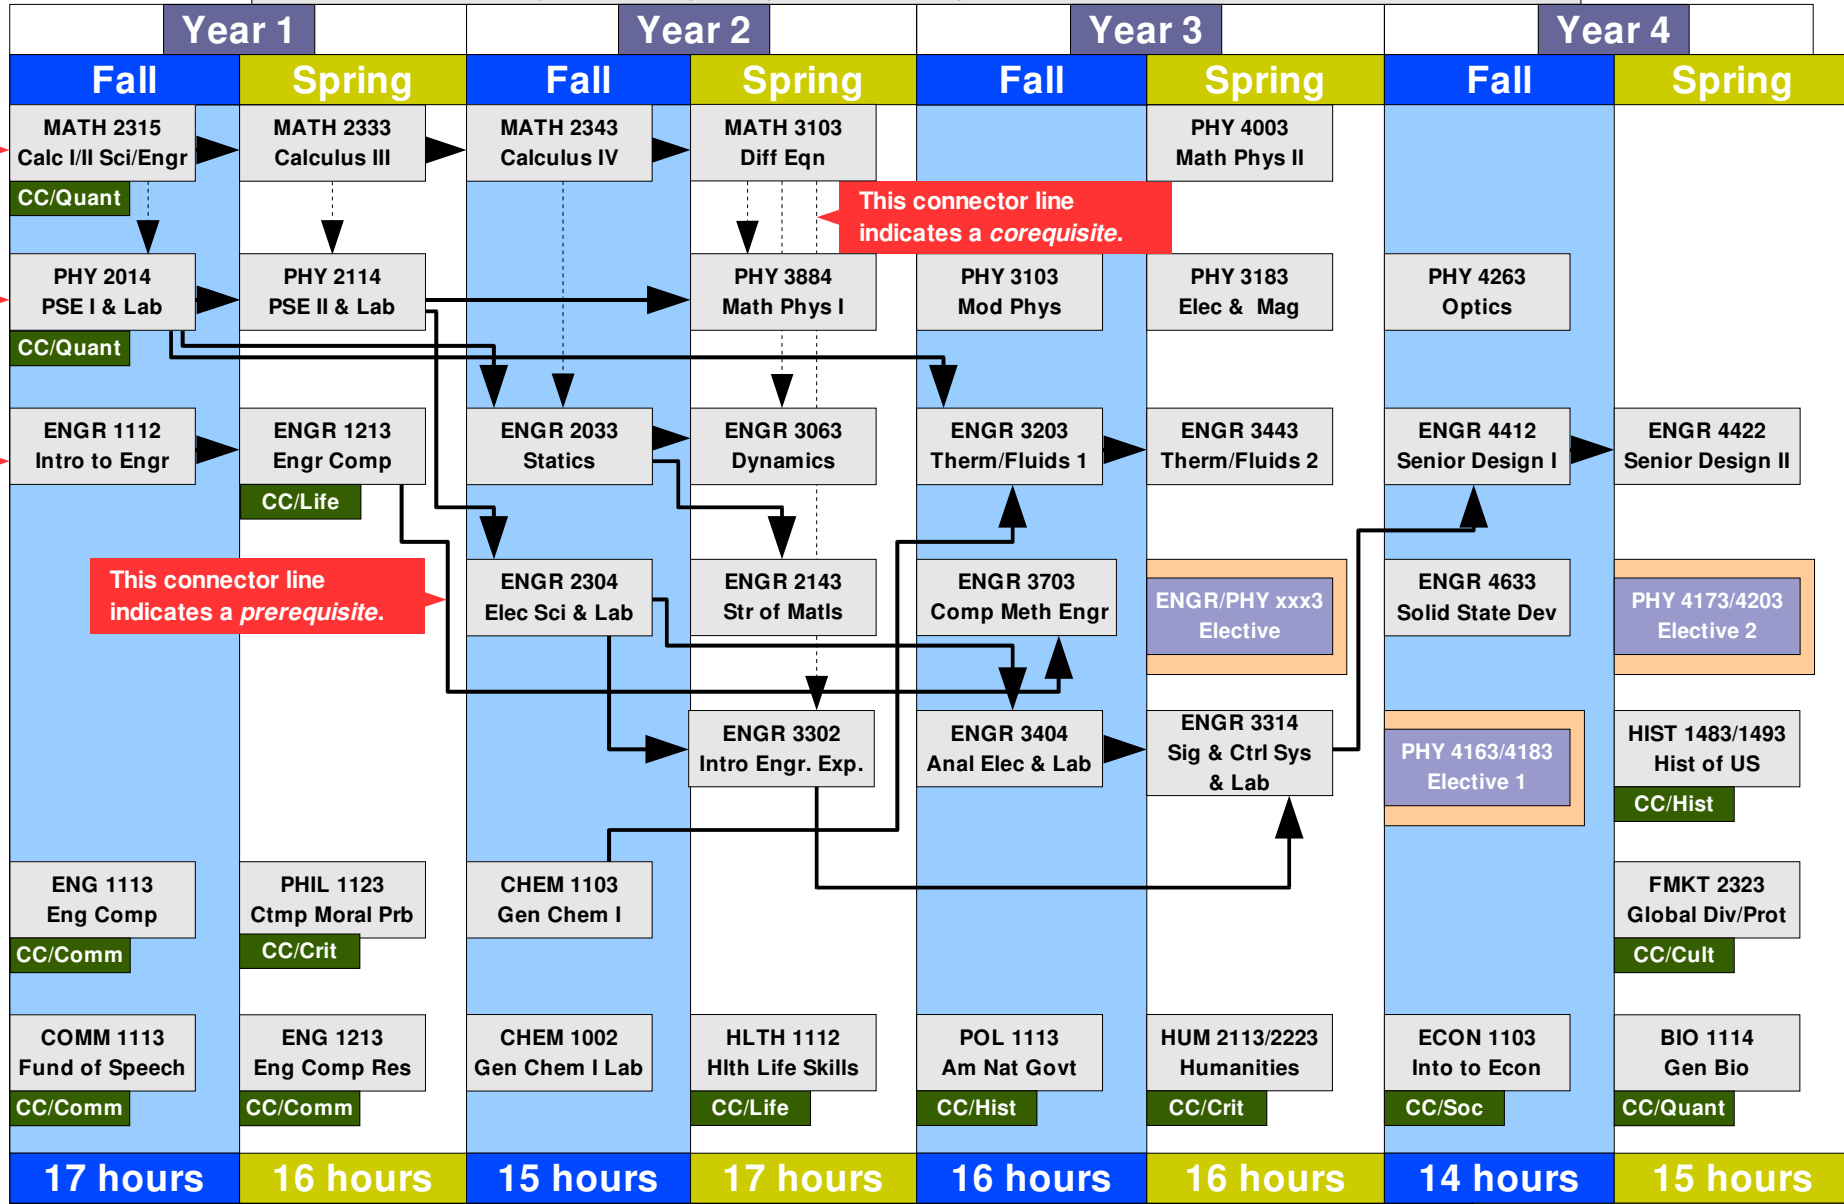 Year 1
Year 2
Year 3
Year 4
Fall
Spring
Fall
Spring
Fall
Spring
Fall
Spring
MATH 2315
Calc I/II Sci/Engr
CC/Quant
MATH 2333
Calculus III
MATH 2343
Calculus IV
MATH 3103
Diff Eqn
PHY 4003
Math Phys II
This connector line
indicates a corequisite.
PHY 2014
PSE I & Lab
CC/Quant
PHY 2114
PSE II & Lab
PHY 3884
Math Phys I
PHY 3103
Mod Phys
PHY 3183
Elec & Mag
PHY 4263
Optics
ENGR 1112
Intro to Engr
ENGR 1213
Engr Comp
CC/Life
ENGR 2033
Statics
ENGR 3063
Dynamics
ENGR 3203
Therm/Fluids 1
ENGR 3443
Therm/Fluids 2
ENGR 4412
Senior Design I
ENGR 4422
Senior Design II
This connector line
indicates a prerequisite.
ENGR 2304
Elec Sci & Lab
ENGR 2143
Str of Matls
ENGR 3703
Comp Meth Engr
ENGR/PHY xxx3
Elective
ENGR 4633
Solid State Dev
PHY 4173/4203
Elective 2
ENGR 3302
Intro Engr. Exp.
ENGR 3404
Anal Elec & Lab
ENGR 3314
Sig & Ctrl Sys
& Lab
PHY 4163/4183
Elective 1
HIST 1483/1493
Hist of US
CC/Hist
ENG 1113
Eng Comp
CC/Comm
PHIL 1123
Ctmp Moral Prb
CC/Crit
CHEM 1103
Gen Chem I
FMKT 2323
Global Div/Prot
CC/Cult
COMM 1113
Fund of Speech
CC/Comm
ENG 1213
Eng Comp Res
CC/Comm
CHEM 1002
Gen Chem I Lab
HLTH 1112
Hlth Life Skills
CC/Life
POL 1113
Am Nat Govt
CC/Hist
HUM 2113/2223
Humanities
CC/Crit
ECON 1103
Into to Econ
CC/Soc
BIO 1114
Gen Bio
CC/Quant
17 hours
16 hours
15 hours
17 hours
16 hours
16 hours
14 hours
15 hours